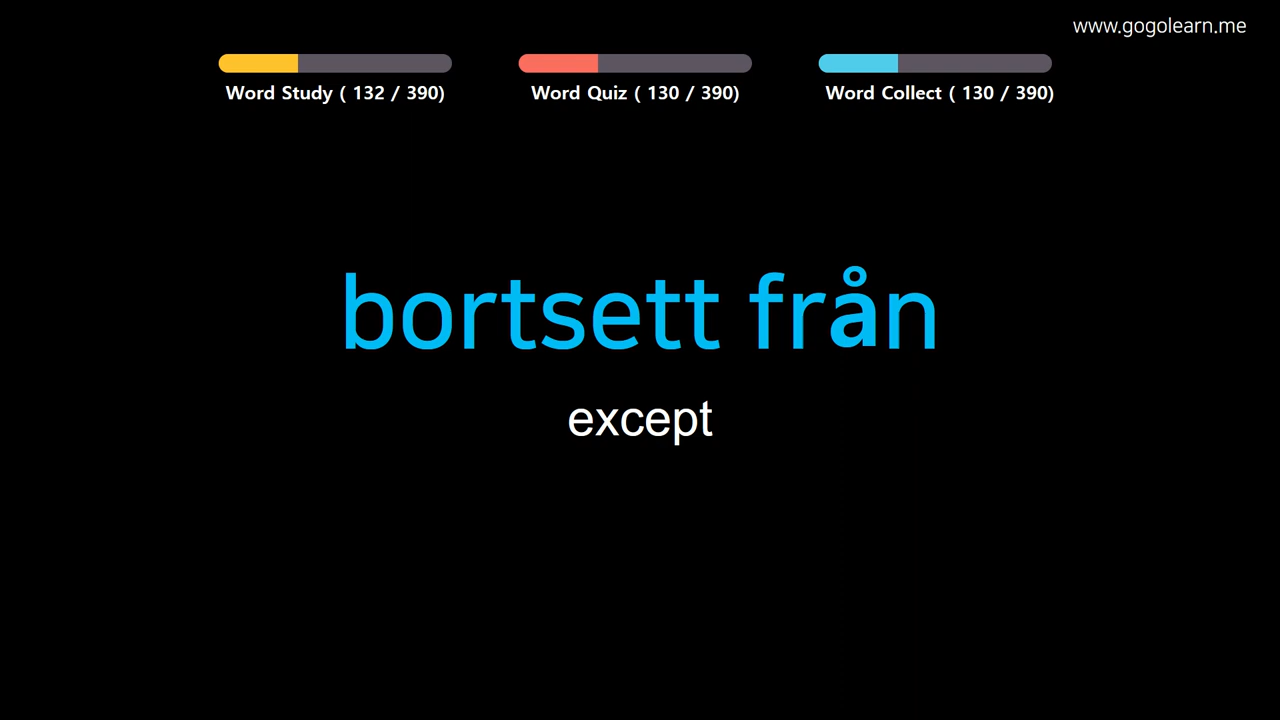 www.gogolearn.me
Word Study ( 132 / 390)
Word Quiz ( 130 / 390)
Word Collect ( 130 / 390)
bortsett från
except